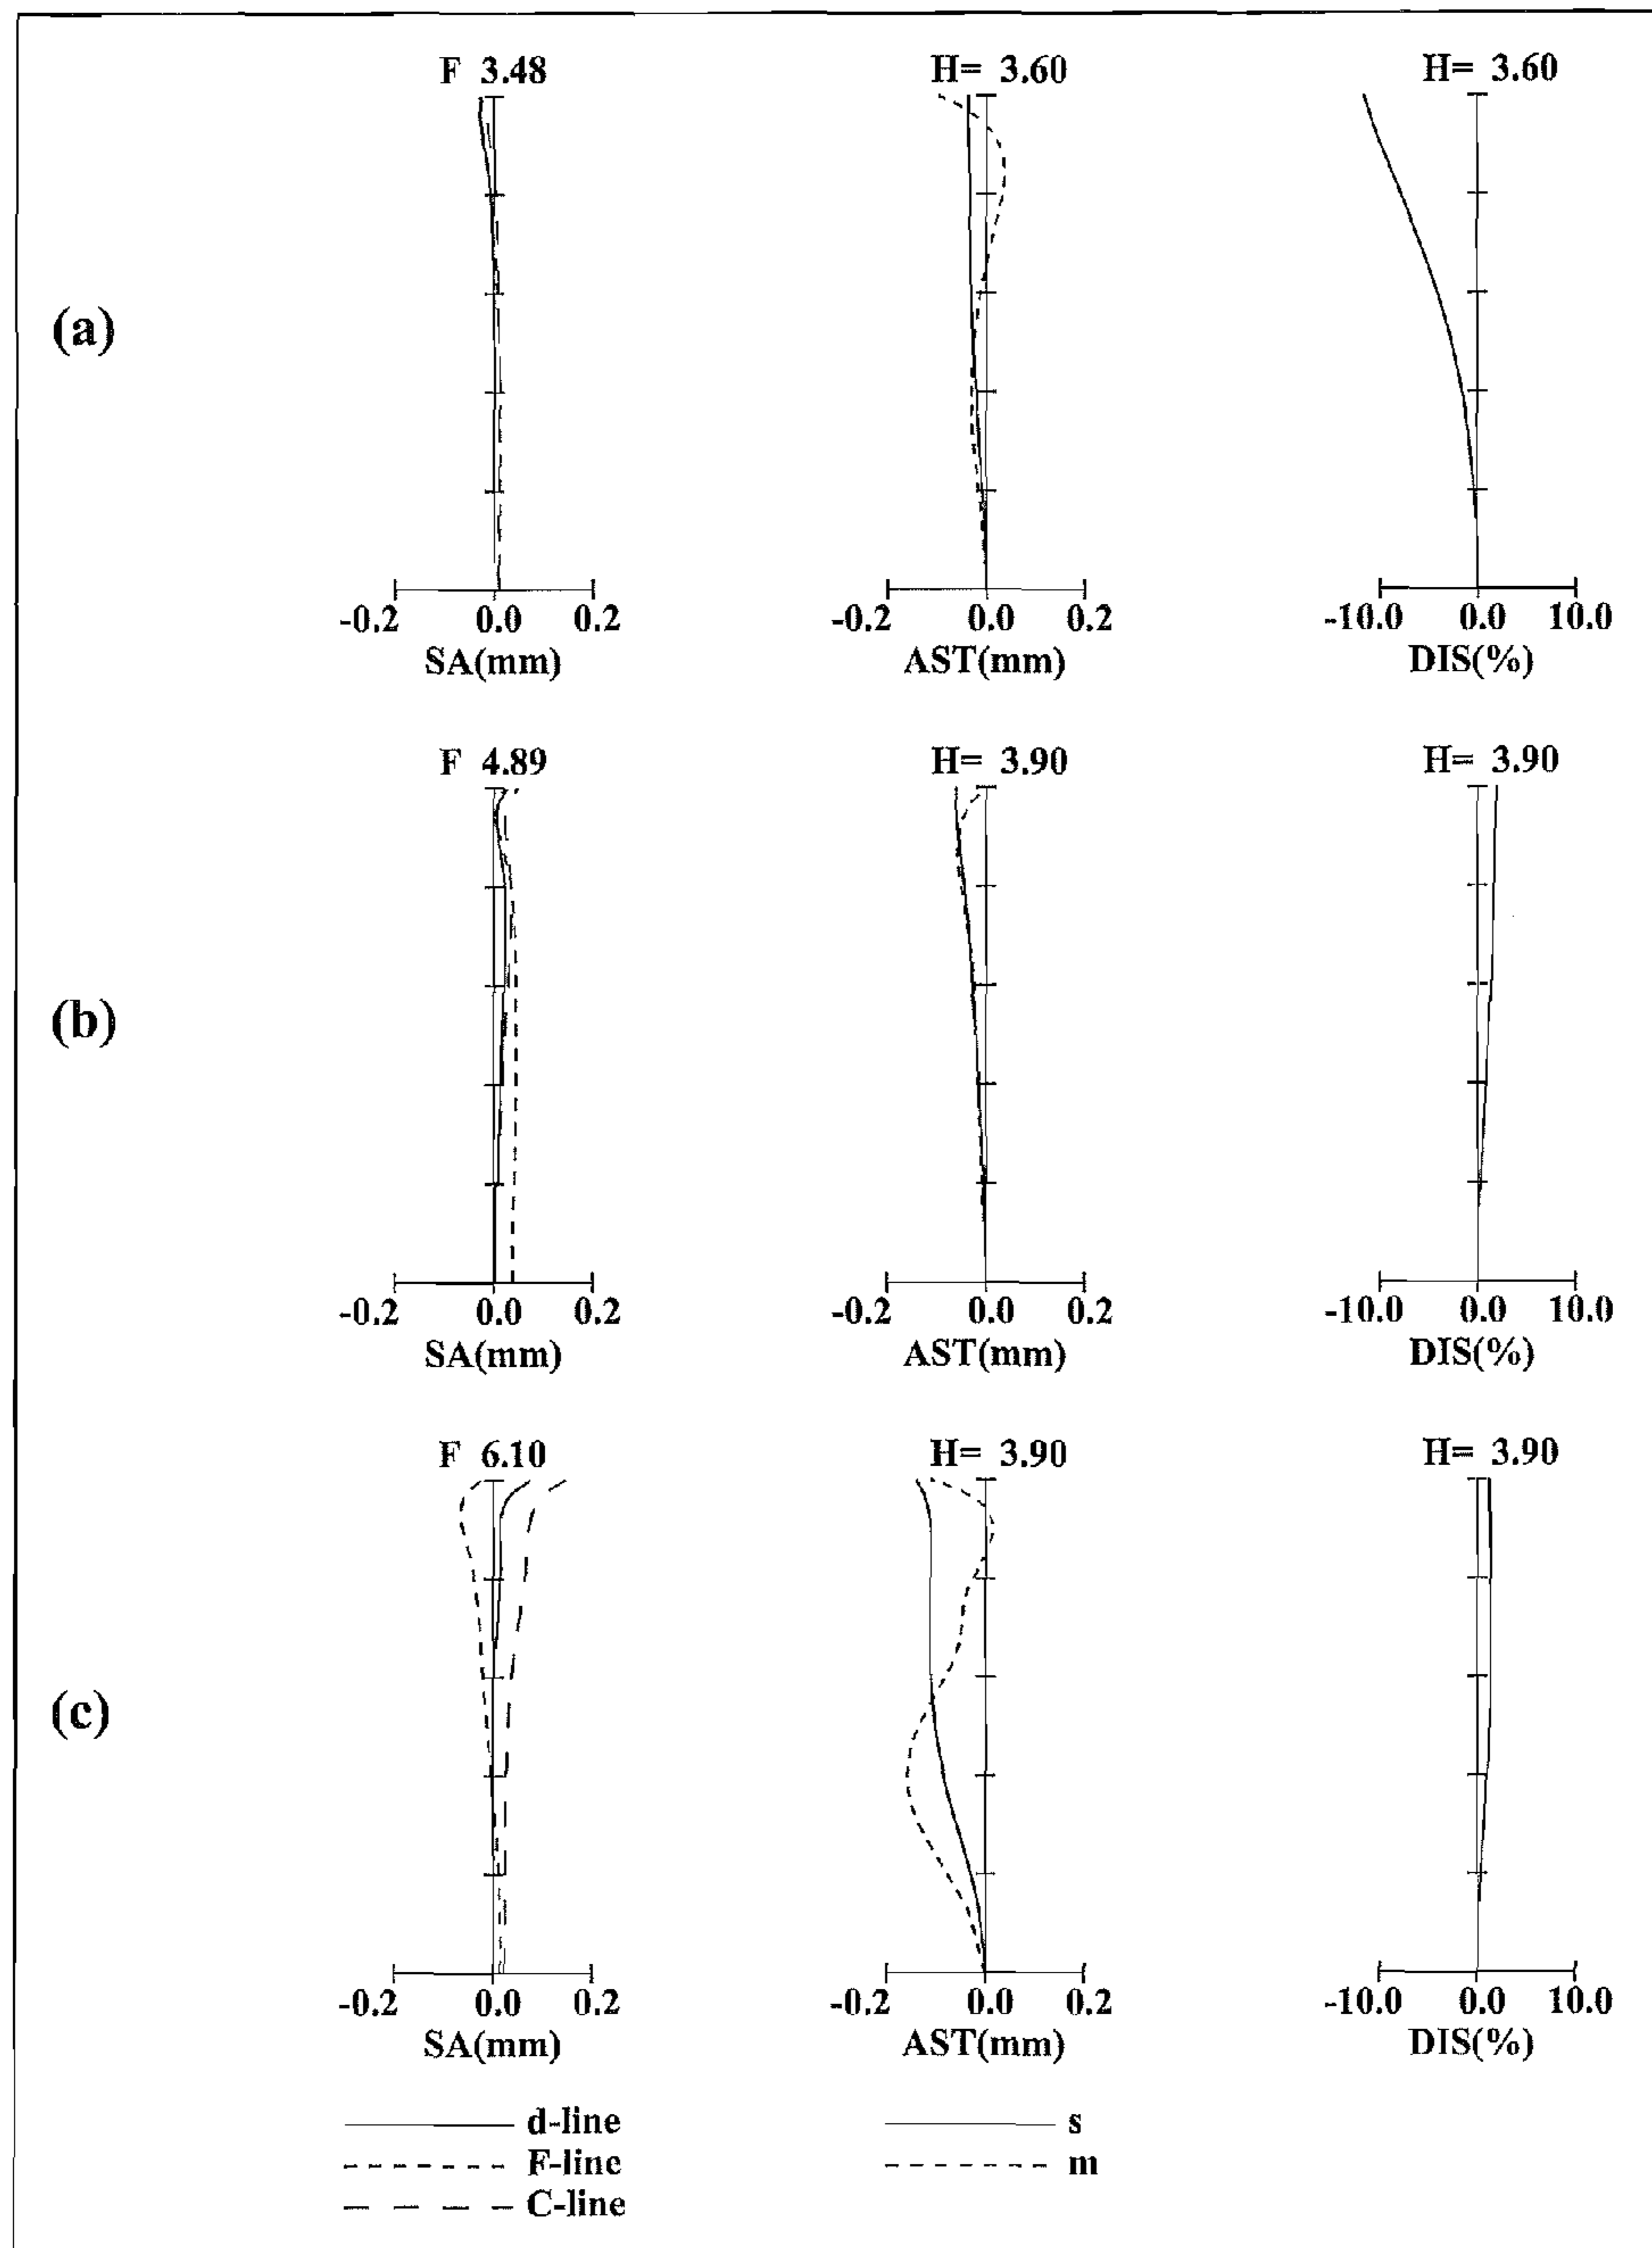 F 3.48
H= 3.60
H= 3.60
(a)
-0.2 0.0 0.2
SA(mm)
-0.2 0.0 0.2
AST(mm)
-10.0 0.0 10.0
DIS(%)
F 4.89
H= 3.90
H= 3.90
(b)
-0.2 0.0 0.2
SA(mm)
-0.2 0.0 0.2
AST(mm)
-10.0 0.0 10.0
DIS(%)
F 6.10
H= 3.90
H= 3.90
(c)
-0.2 0.0 0.2
SA(mm)
-0.2 0.0 0.2
AST(mm)
-10.0 0.0 10.0
DIS(%)
d-line
F-line
C-line
s
m